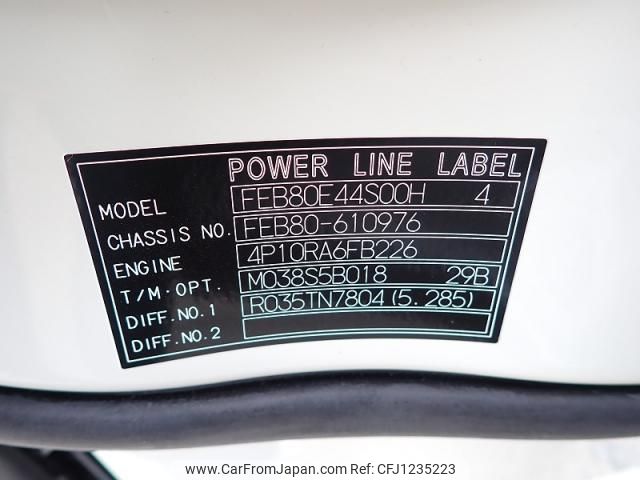 POWER LINE LABEL
MODEL FEB80E44S00H 4
CHASSIS NO. FEB80-610976
ENGINE 4P10RA6FB226
T/M.OPT. M038S5B018 29B
DIFF.NO.1 R035TN7804(5.285)
DIFF.NO.2
www.CarFromJapan.com CFJ1235223